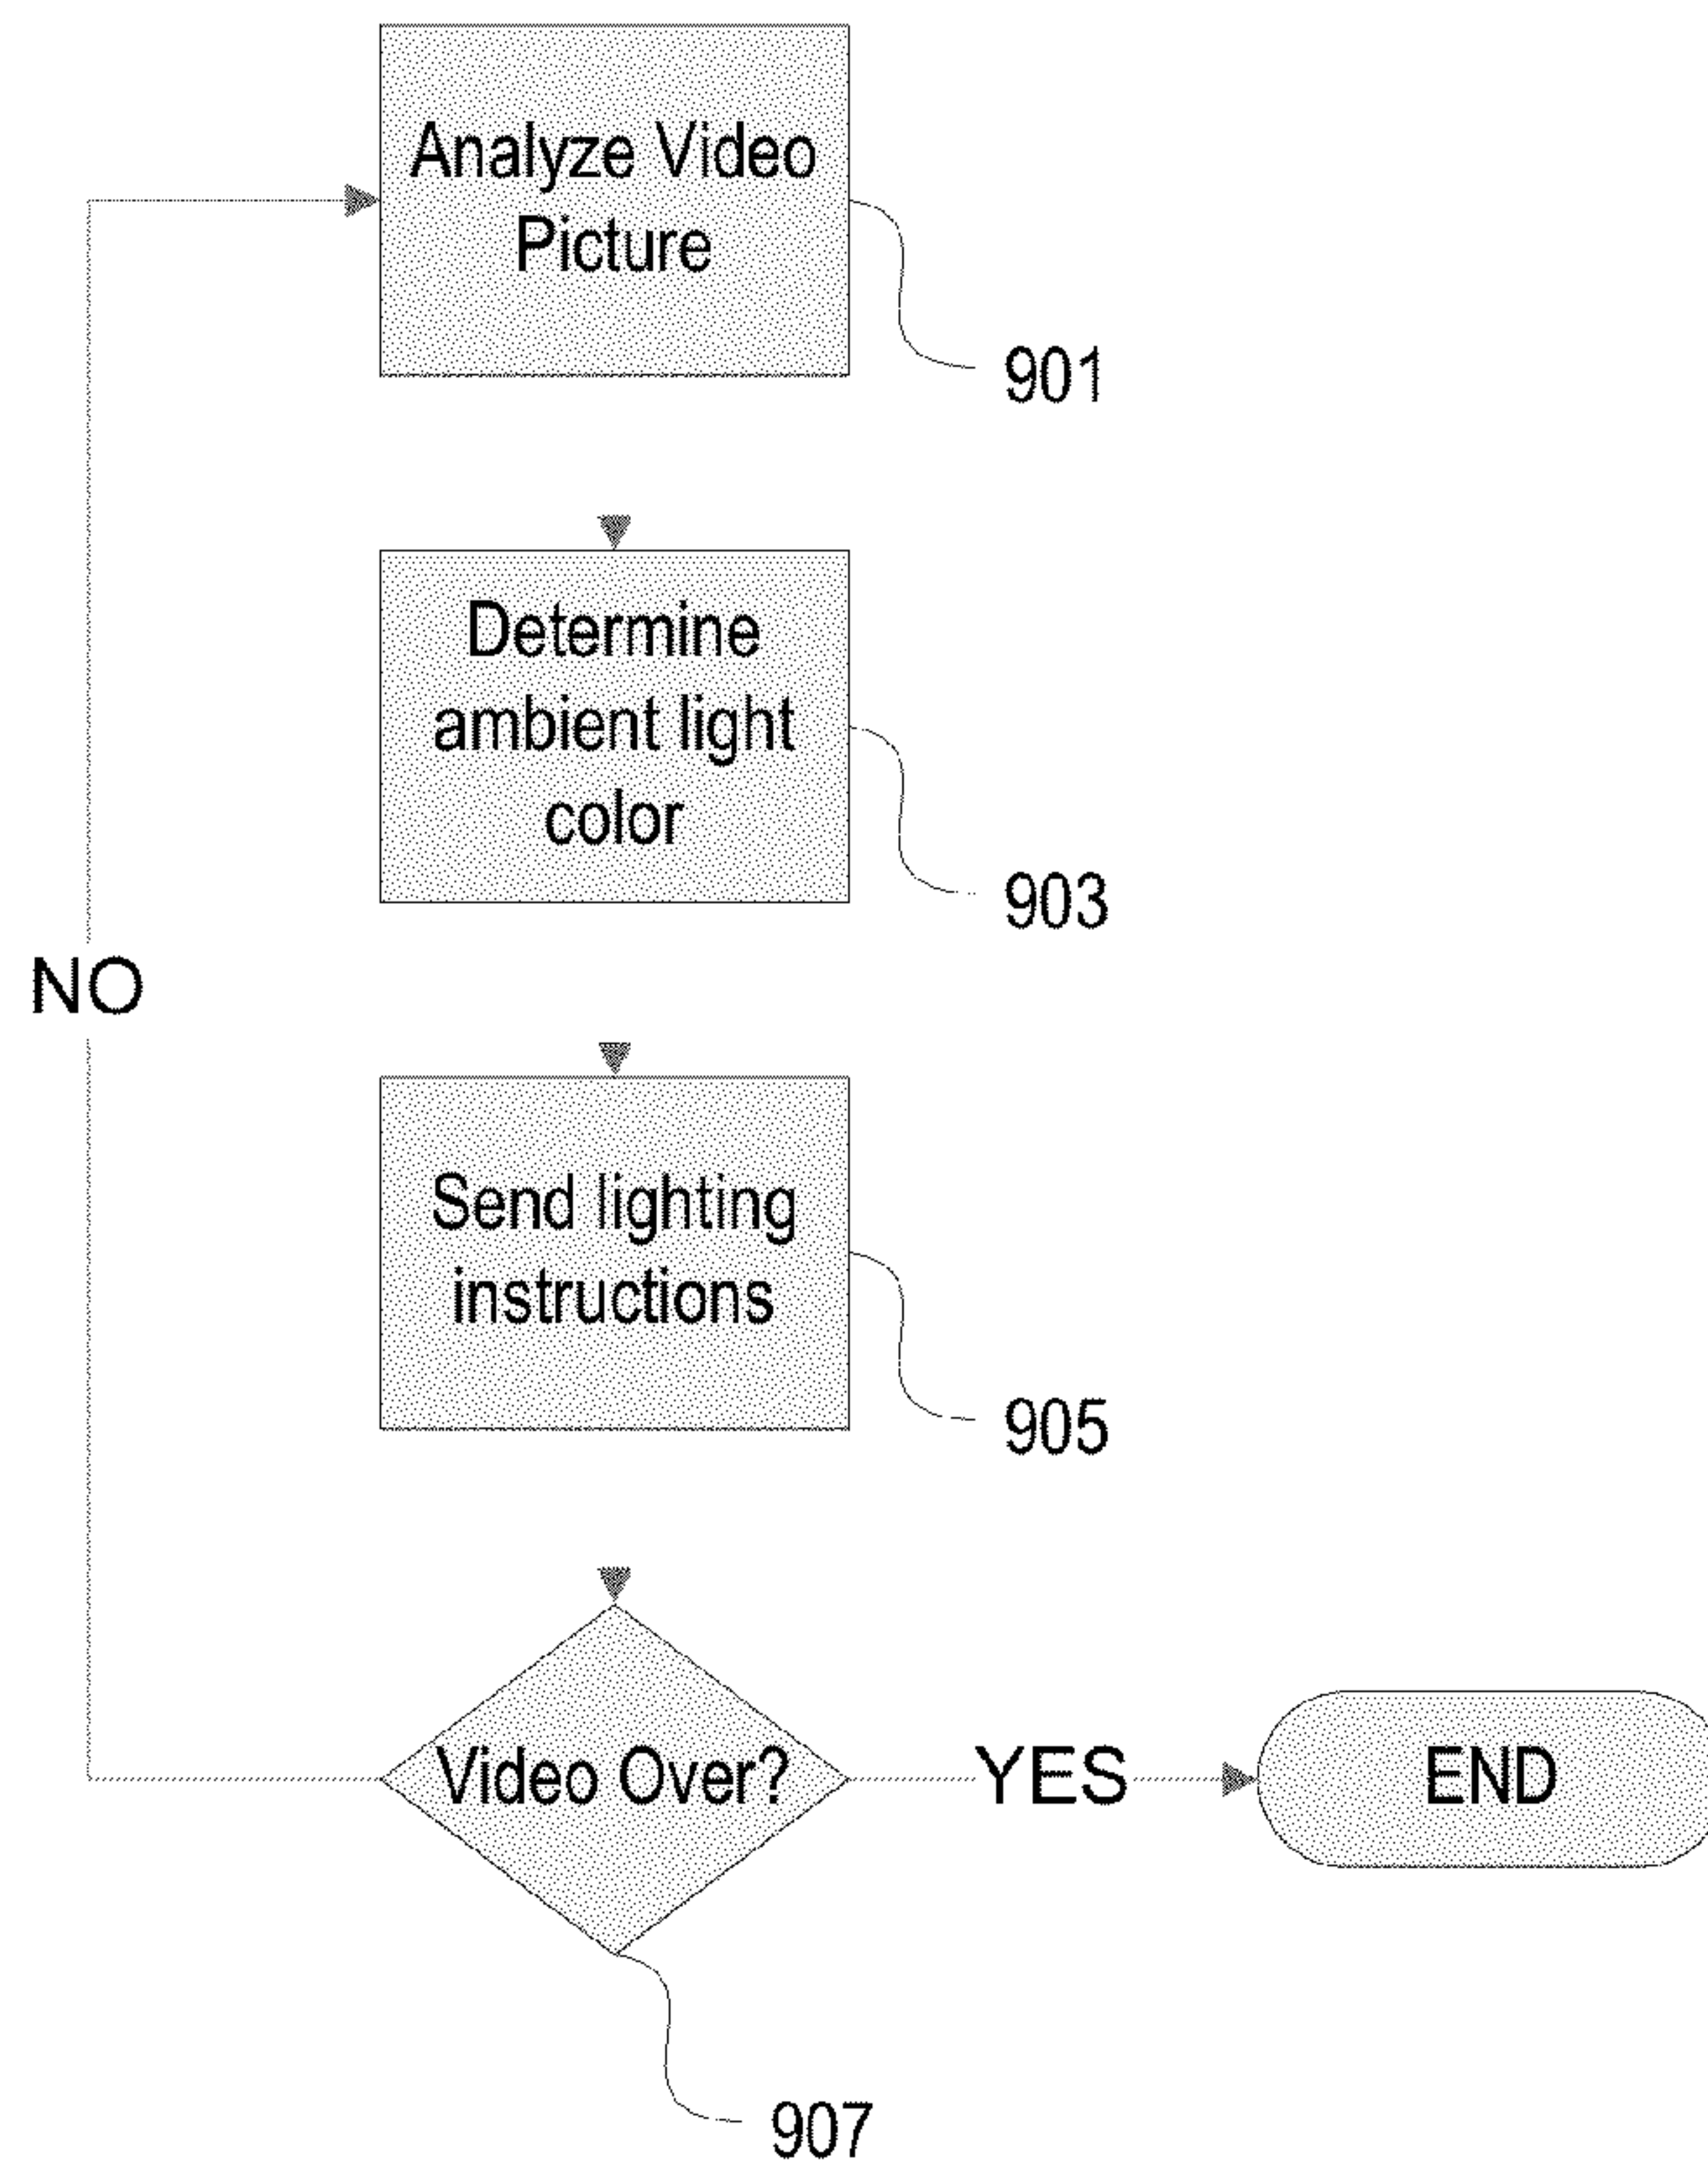 Analyze Video
Picture
901
Determine
ambient light
color
903
NO
Send lighting
instructions
905
Video Over?
YES
END
907